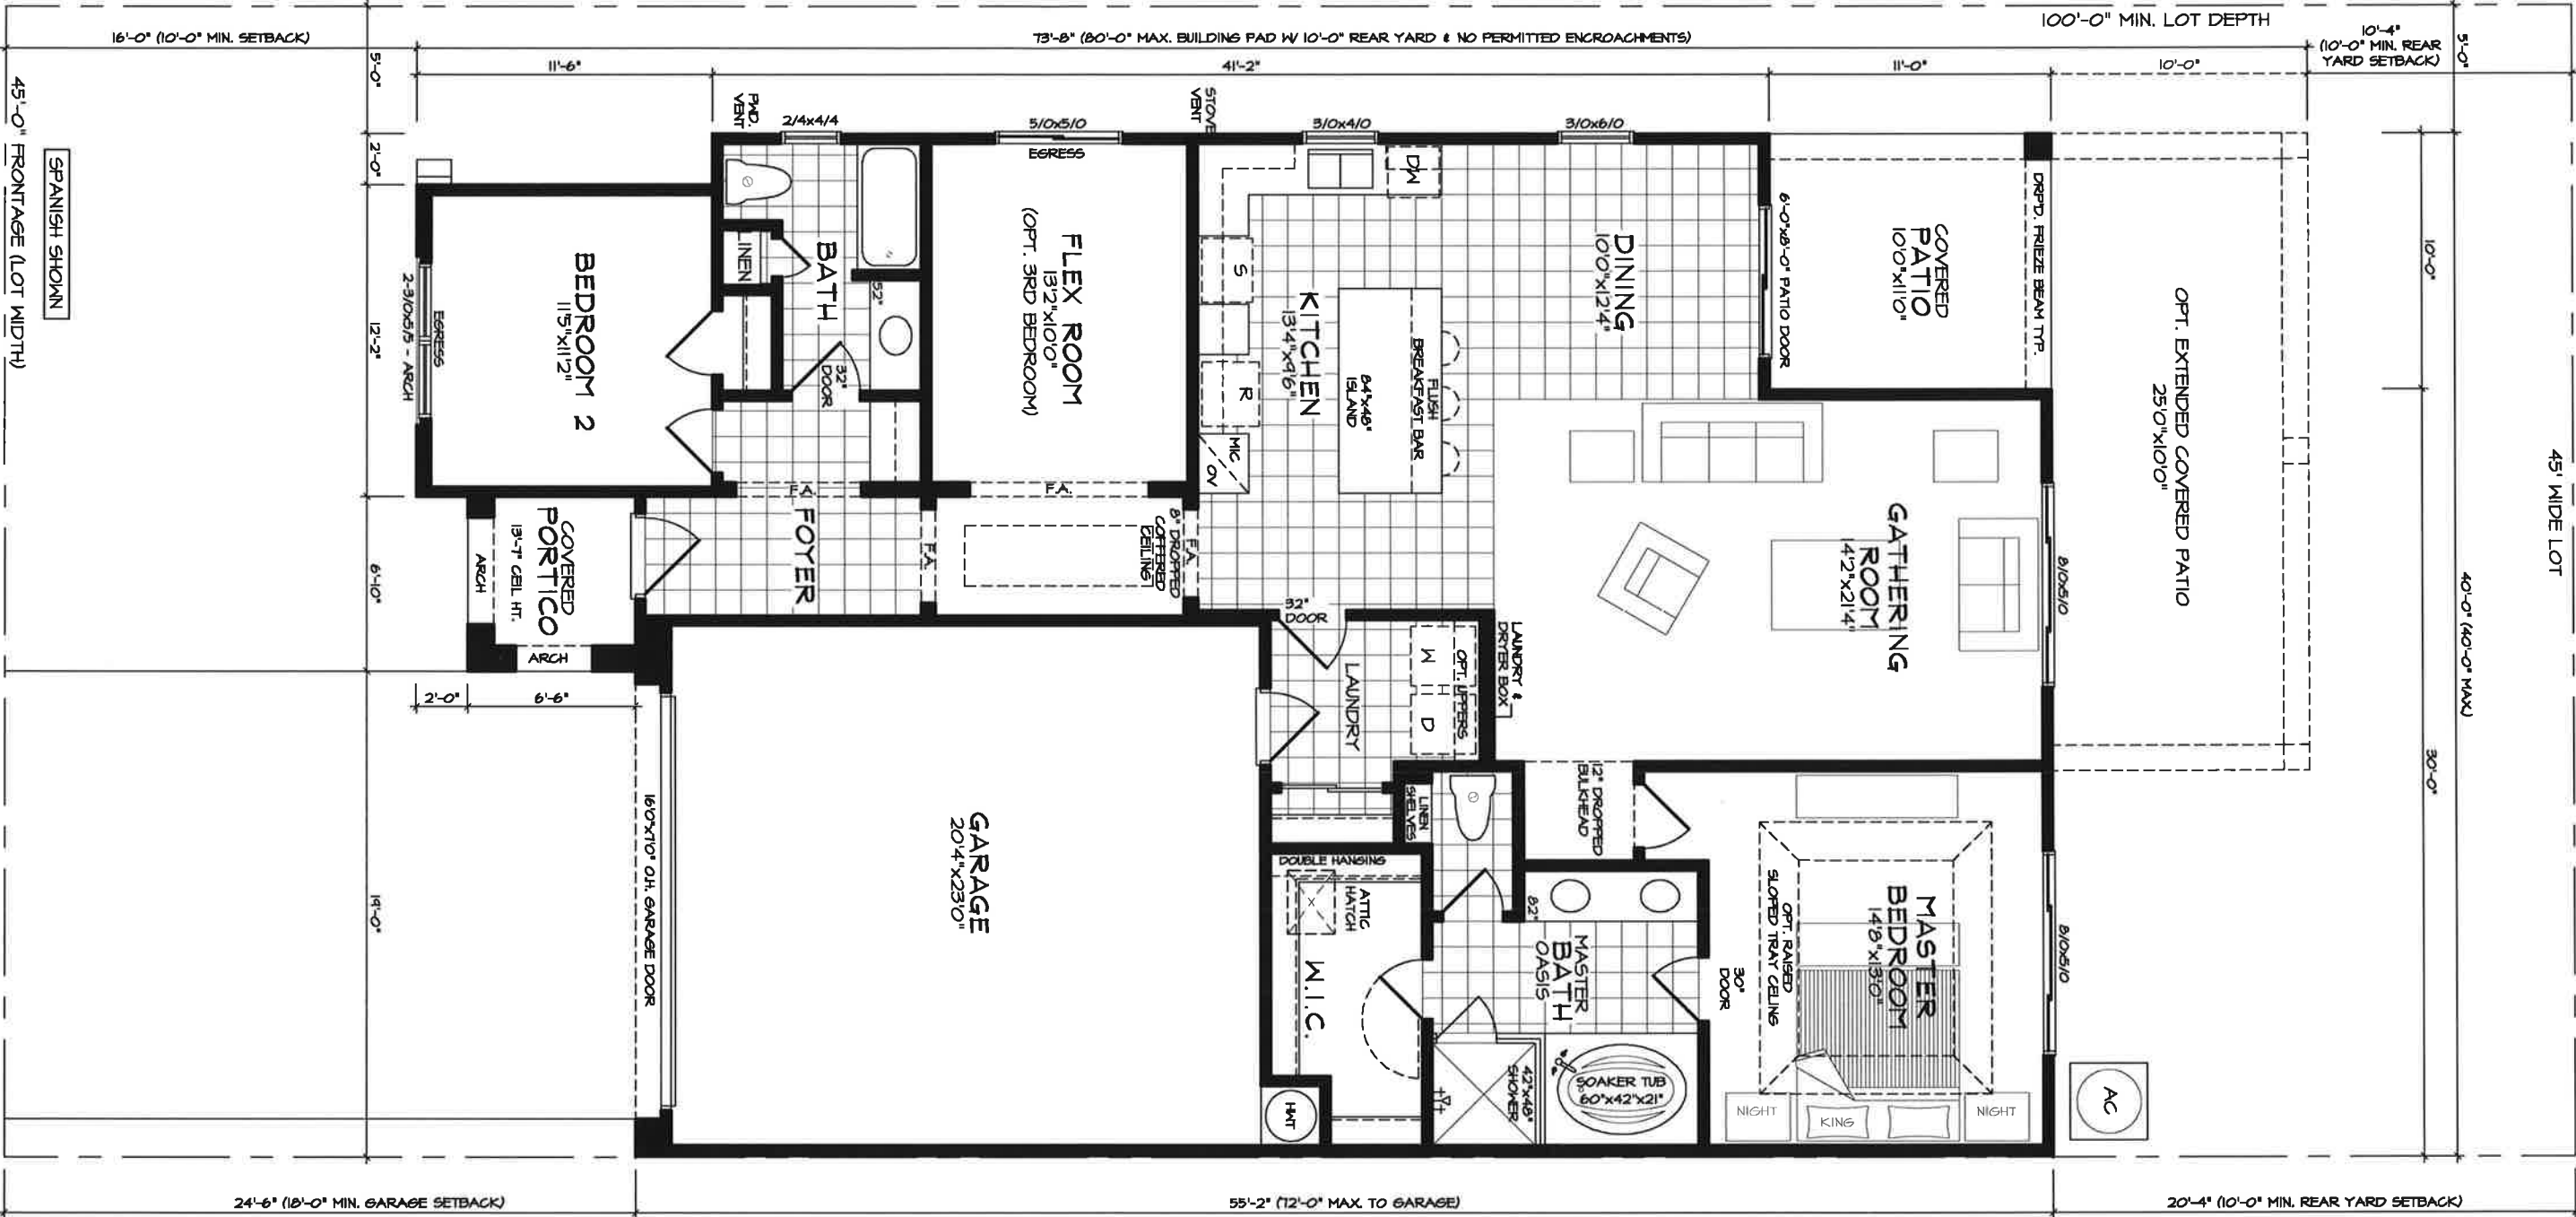 100'-0" MIN. LOT DEPTH
16'-0" (10'-0" MIN. SETBACK)
73'-8" (80'-0" MAX. BUILDING PAD W/ 10'-0" REAR YARD & NO PERMITTED ENCROACHMENTS)
10'-4"
(10'-0" MIN. REAR
YARD SETBACK)
5'-0"
5'-0"
11'-6"
41'-2"
11'-0"
10'-0"
45'-0" FRONTAGE (LOT WIDTH)
SPANISH SHOWN
2'-0"
12'-2"
6'-10"
19'-0"
PWD.
VENT
2/4x4/4
5/0x5/0
EGRESS
STOVE
VENT
3/0x4/0
3/0x6/0
BEDROOM 2
11'5"x11'2"
2-3/0x5/5 - ARCH
EGRESS
INEN
BATH
52"
32"
DOOR
FLEX ROOM
13'2"x10'0"
(OPT. 3RD BEDROOM)
F.A.
F.A.
F.A.
F.A.
DW
S
R
MIC
OV
KITCHEN
13'4"x9'6"
84"x48"
ISLAND
FLUSH
BREAKFAST BAR
DINING
10'0"x12'4"
6'-0"x8'-0" PATIO DOOR
COVERED
PATIO
10'0"x11'0"
DRP'D. FRIEZE BEAM TYP.
OPT. EXTENDED COVERED PATIO
25'0"x10'0"
10'-0"
30'-0"
40'-0" (40'-0" MAX.)
45' WIDE LOT
COVERED
PORTICO
13'-7" CEIL HT.
ARCH
ARCH
2'-0"
6'-6"
FOYER
8" DROPPED
COFFERED
CEILING
32"
DOOR
LAUNDRY
W
D
OPT. UPPERS
LAUNDRY &
DRYER BOX
GATHERING
ROOM
14'2"x21'4"
8/0x5/0
8/0x5/0
16'0"x7'0" O.H. GARAGE DOOR
GARAGE
20'4"x23'0"
LINEN
SHELVES
12" DROPPED
BULKHEAD
DOUBLE HANGING
ATTIC
HATCH
W.I.C.
HWT
82"
MASTER
BATH
OASIS
30"
DOOR
42"x48"
SHOWER
SOAKER TUB
60"x42"x21"
MASTER
BEDROOM
14'8"x13'0"
OPT. RAISED
SLOPED TRAY CEILING
NIGHT
KING
NIGHT
AC
24'-6" (18'-0" MIN. GARAGE SETBACK)
55'-2" (72'-0" MAX. TO GARAGE)
20'-4" (10'-0" MIN. REAR YARD SETBACK)